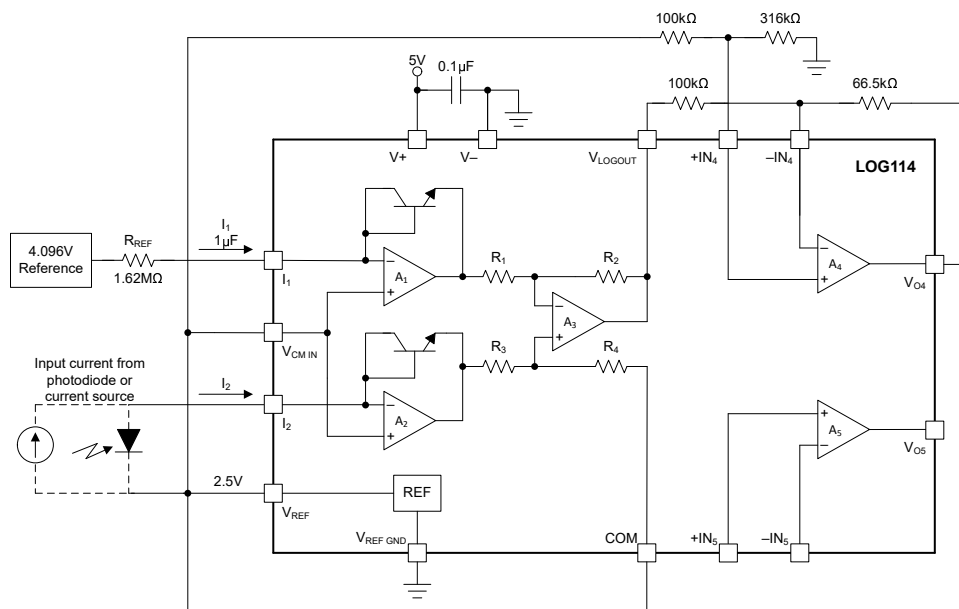 100kΩ
316kΩ
5V
0.1µF
100kΩ
66.5kΩ
V+
V–
VLOGOUT
+IN4
–IN4
LOG114
I1
1µF
4.096V
Reference
RREF
1.62MΩ
I1
A1
R1
R2
A3
A4
VO4
VCM IN
Input current from
photodiode or
current source
I2
I2
A2
R3
R4
A5
VO5
2.5V
VREF
REF
VREF GND
COM
+IN5
–IN5